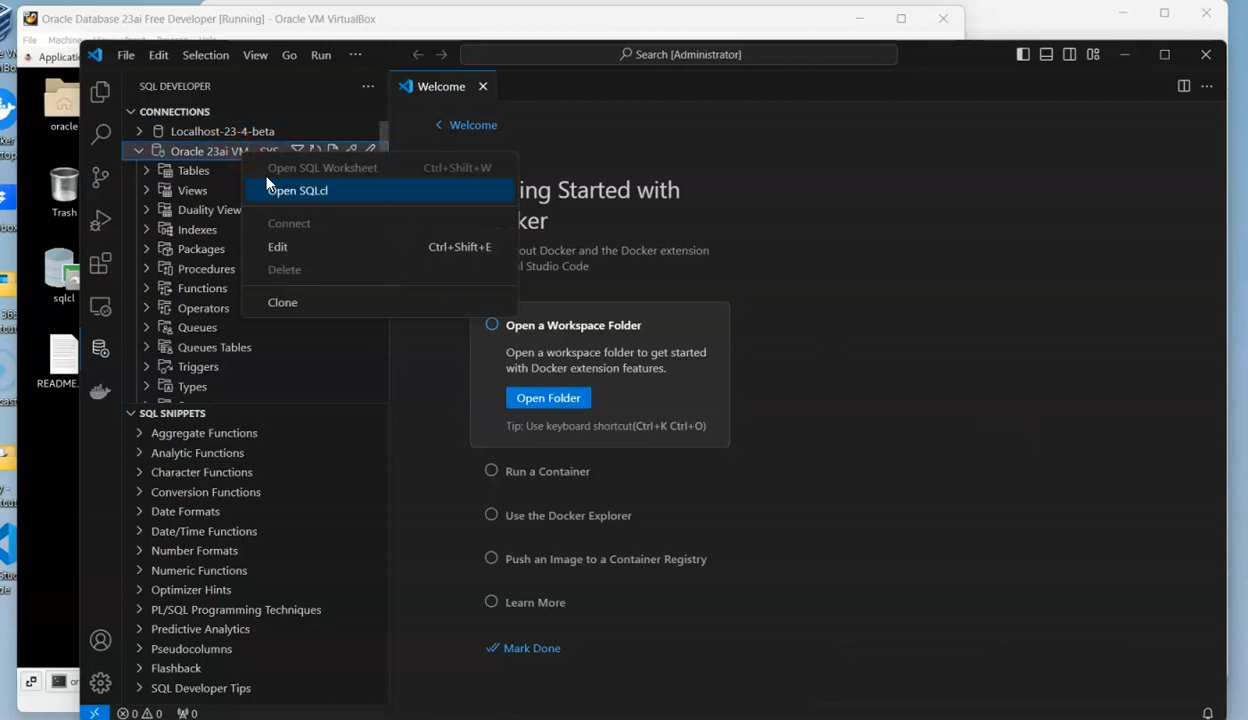 Oracle Database 23ai Free Developer [Running] - Oracle VM VirtualBox
File Machine
Applicatio
File Edit Selection View Go Run ···
Search [Administrator]
oracle
Trash
sqlcl
README.
SQL DEVELOPER
CONNECTIONS
Localhost-23-4-beta
Oracle 23ai VM
Tables
Views
Duality View
Indexes
Packages
Procedures
Functions
Operators
Queues
Queues Tables
Triggers
Types
SQL SNIPPETS
Aggregate Functions
Analytic Functions
Character Functions
Conversion Functions
Date Formats
Date/Time Functions
Number Formats
Numeric Functions
Optimizer Hints
PL/SQL Programming Techniques
Predictive Analytics
Pseudocolumns
Flashback
SQL Developer Tips
Open SQL Worksheet Ctrl+Shift+W
Open SQLcl
Connect
Edit Ctrl+Shift+E
Delete
Clone
Welcome
Welcome
ing Started with
ker
out Docker and the Docker extension
l Studio Code
Open a Workspace Folder
Open a workspace folder to get started
with Docker extension features.
Open Folder
Tip: Use keyboard shortcut(Ctrl+K Ctrl+O)
Run a Container
Use the Docker Explorer
Push an Image to a Container Registry
Learn More
Mark Done
0 0 0